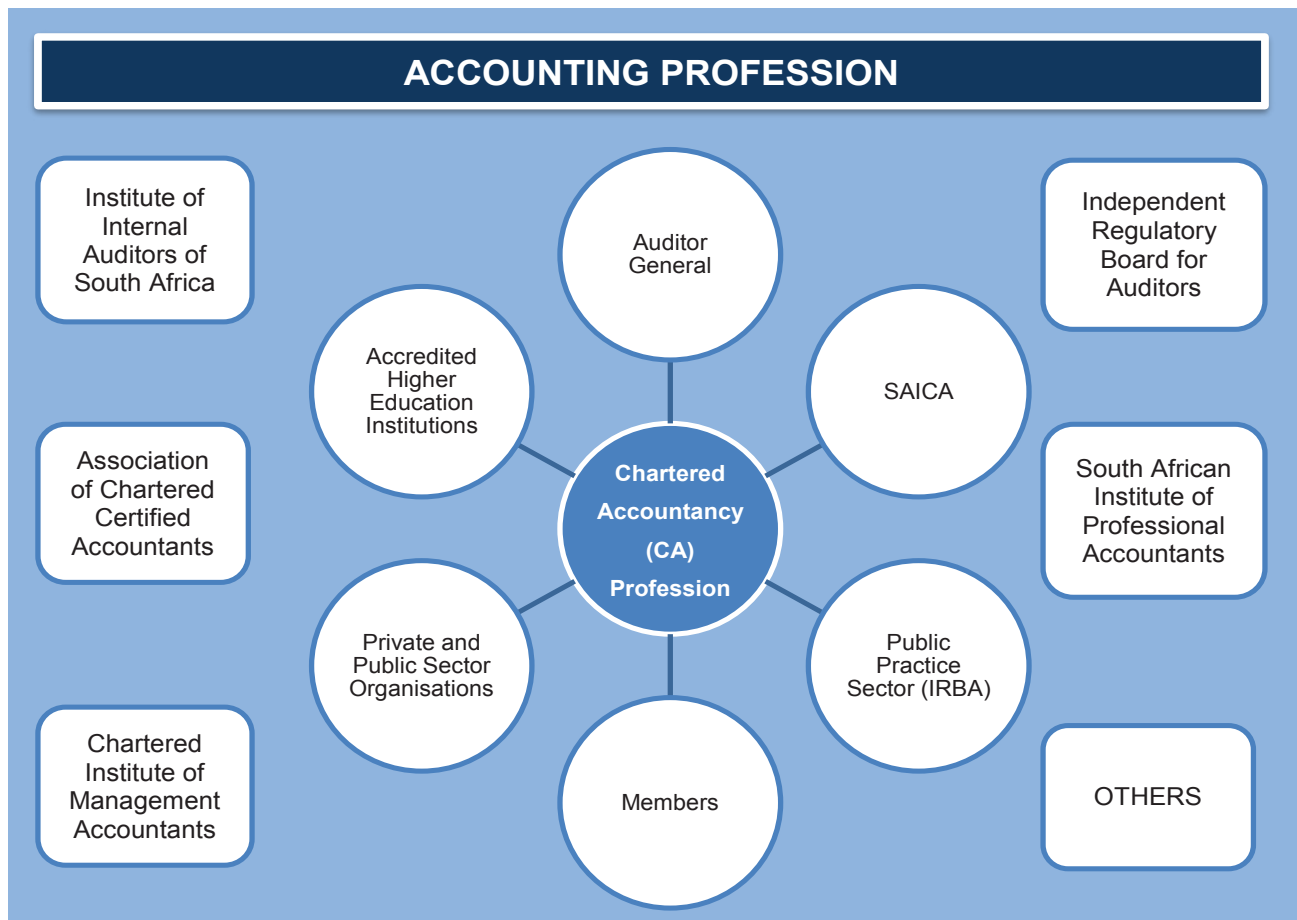 ACCOUNTING PROFESSION
Institute of
Internal
Auditors of
South Africa
Auditor
General
Independent
Regulatory
Board for
Auditors
Accredited
Higher
Education
Institutions
SAICA
Association
of Chartered
Certified
Accountants
Chartered
Accountancy
(CA)
Profession
South African
Institute of
Professional
Accountants
Private and
Public Sector
Organisations
Public
Practice
Sector (IRBA)
Chartered
Institute of
Management
Accountants
Members
OTHERS